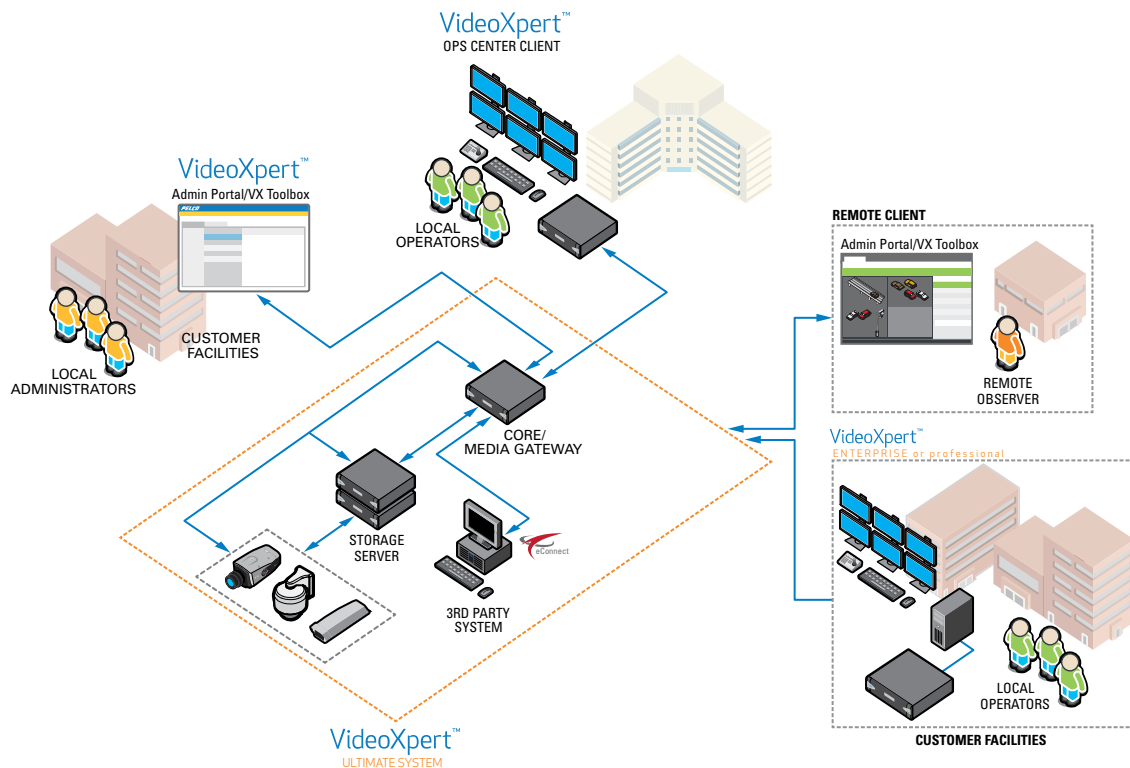 VideoXpert™
OPS CENTER CLIENT
LOCAL
OPERATORS
VideoXpert™
Admin Portal/VX Toolbox
PELCO
CUSTOMER
FACILITIES
LOCAL
ADMINISTRATORS
REMOTE CLIENT
Admin Portal/VX Toolbox
REMOTE
OBSERVER
CORE/
MEDIA GATEWAY
STORAGE
SERVER
eConnect
3RD PARTY
SYSTEM
VideoXpert™
ENTERPRISE or professional
LOCAL
OPERATORS
CUSTOMER FACILITIES
VideoXpert™
ULTIMATE SYSTEM